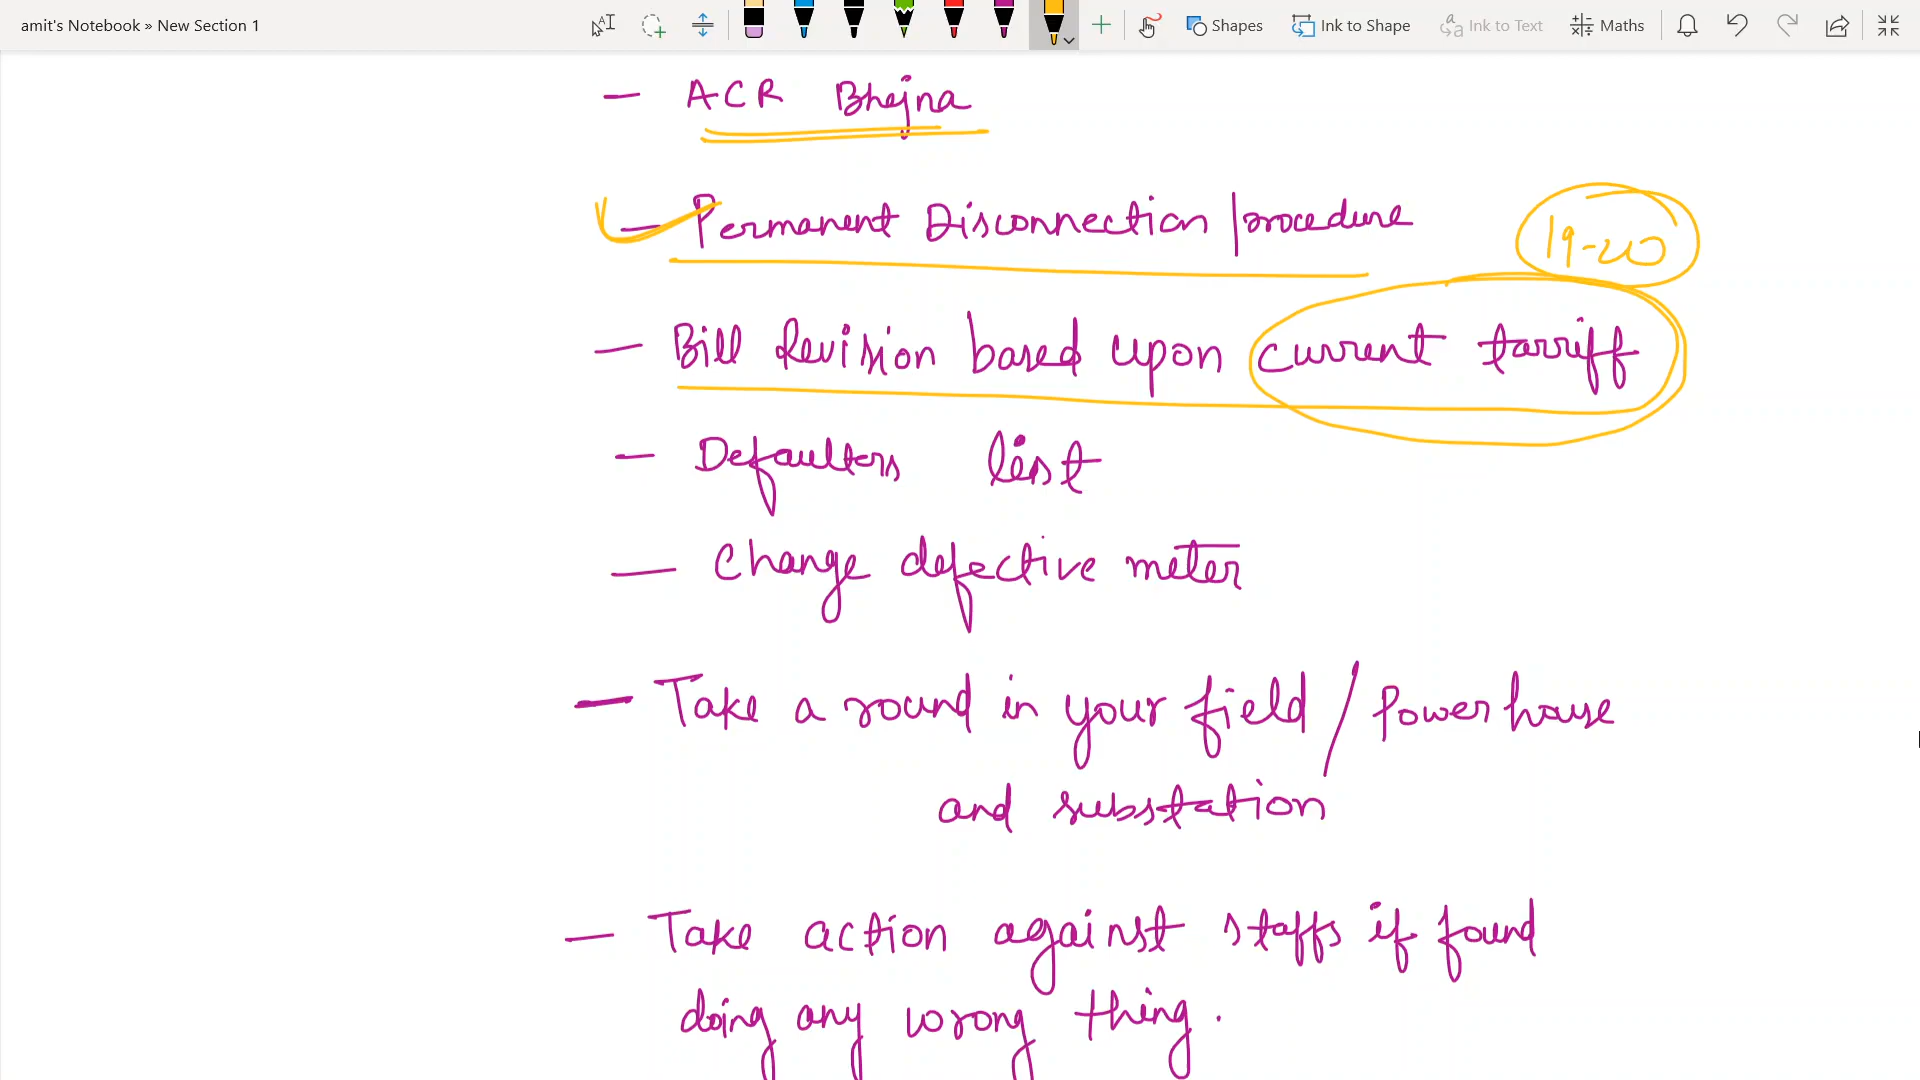 amit's Notebook » New Section 1
Shapes
Ink to Shape
Ink to Text
Maths
— ACR Bhejna
— Permanent Disconnection/procedure
19-20
— Bill Revision based upon current tarriff
— Defaulters list
— Change defective meter
— Take a round in your field / Power house
and substation
— Take action against staffs if found
doing any wrong thing.